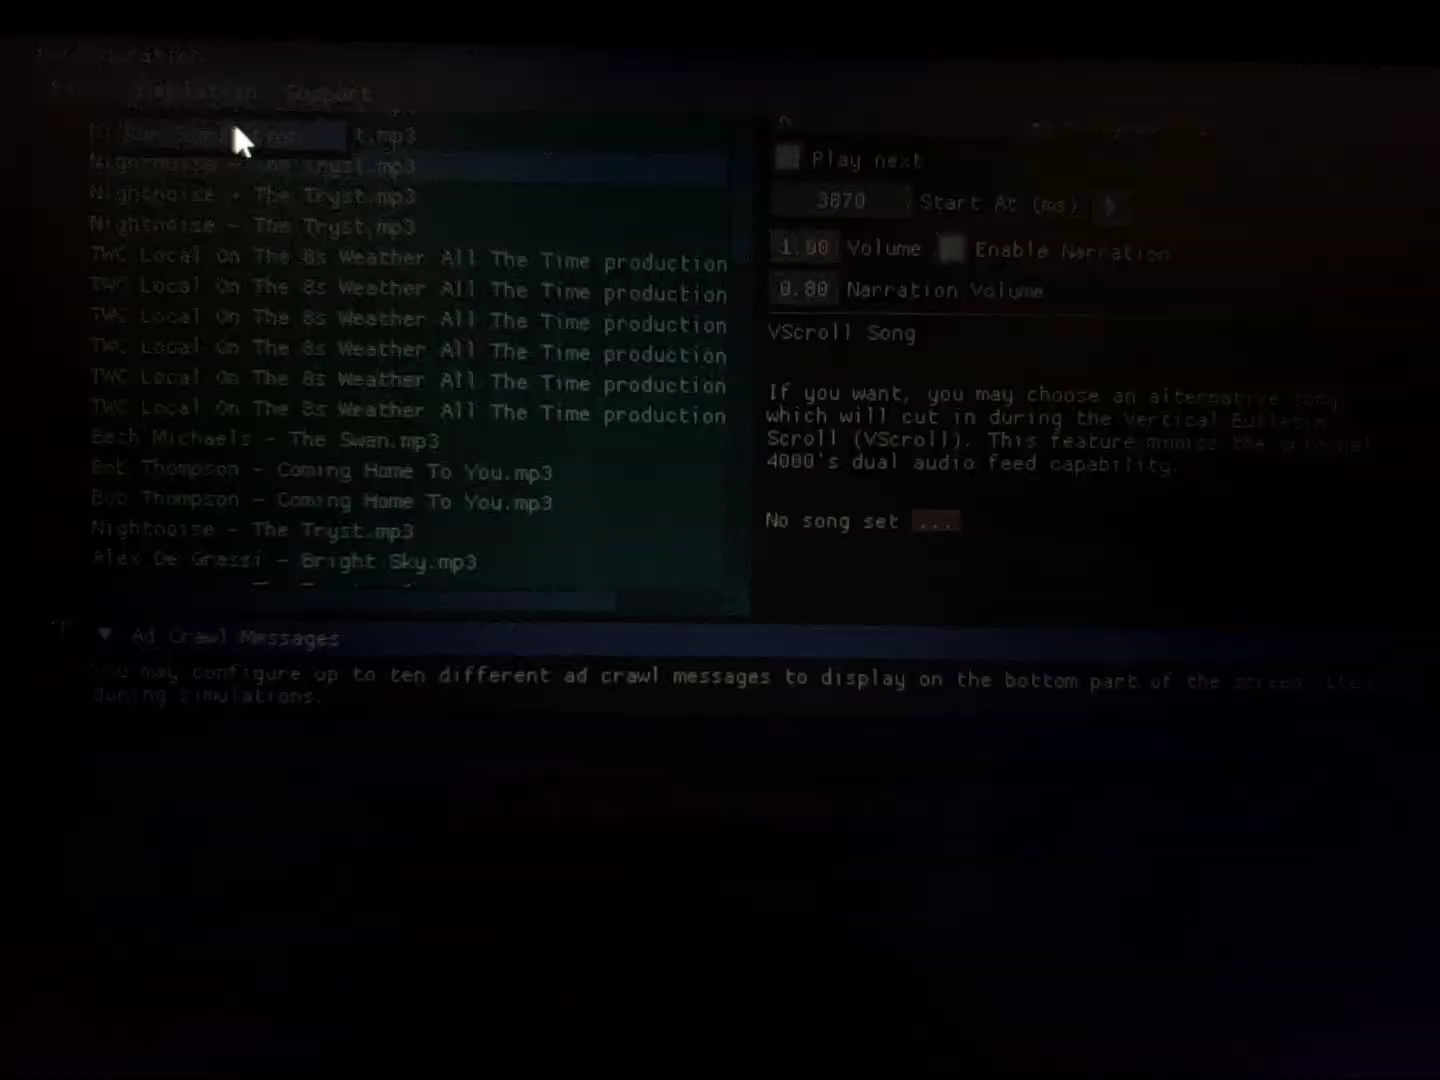 Simulation Support
Run Simulation t.mp3
Nightnoise - The Tryst.mp3
Nightnoise - The Tryst.mp3
Nightnoise - The Tryst.mp3
TWC Local On The 8s Weather All The Time production
TWC Local On The 8s Weather All The Time production
TWC Local On The 8s Weather All The Time production
TWC Local On The 8s Weather All The Time production
TWC Local On The 8s Weather All The Time production
TWC Local On The 8s Weather All The Time production
Beth Michaels - The Swan.mp3
Bob Thompson - Coming Home To You.mp3
Bob Thompson - Coming Home To You.mp3
Nightnoise - The Tryst.mp3
Alex De Grassi - Bright Sky.mp3
Play next
3870 Start At (ms)
1.00 Volume Enable Narration
0.80 Narration Volume
VScroll Song
If you want, you may choose an alternative song
which will cut in during the Vertical Bulletin
Scroll (VScroll). This feature mimics the original
4000's dual audio feed capability.
No song set ...
▼ Ad Crawl Messages
You may configure up to ten different ad crawl messages to display on the bottom part of the screen
during simulations.